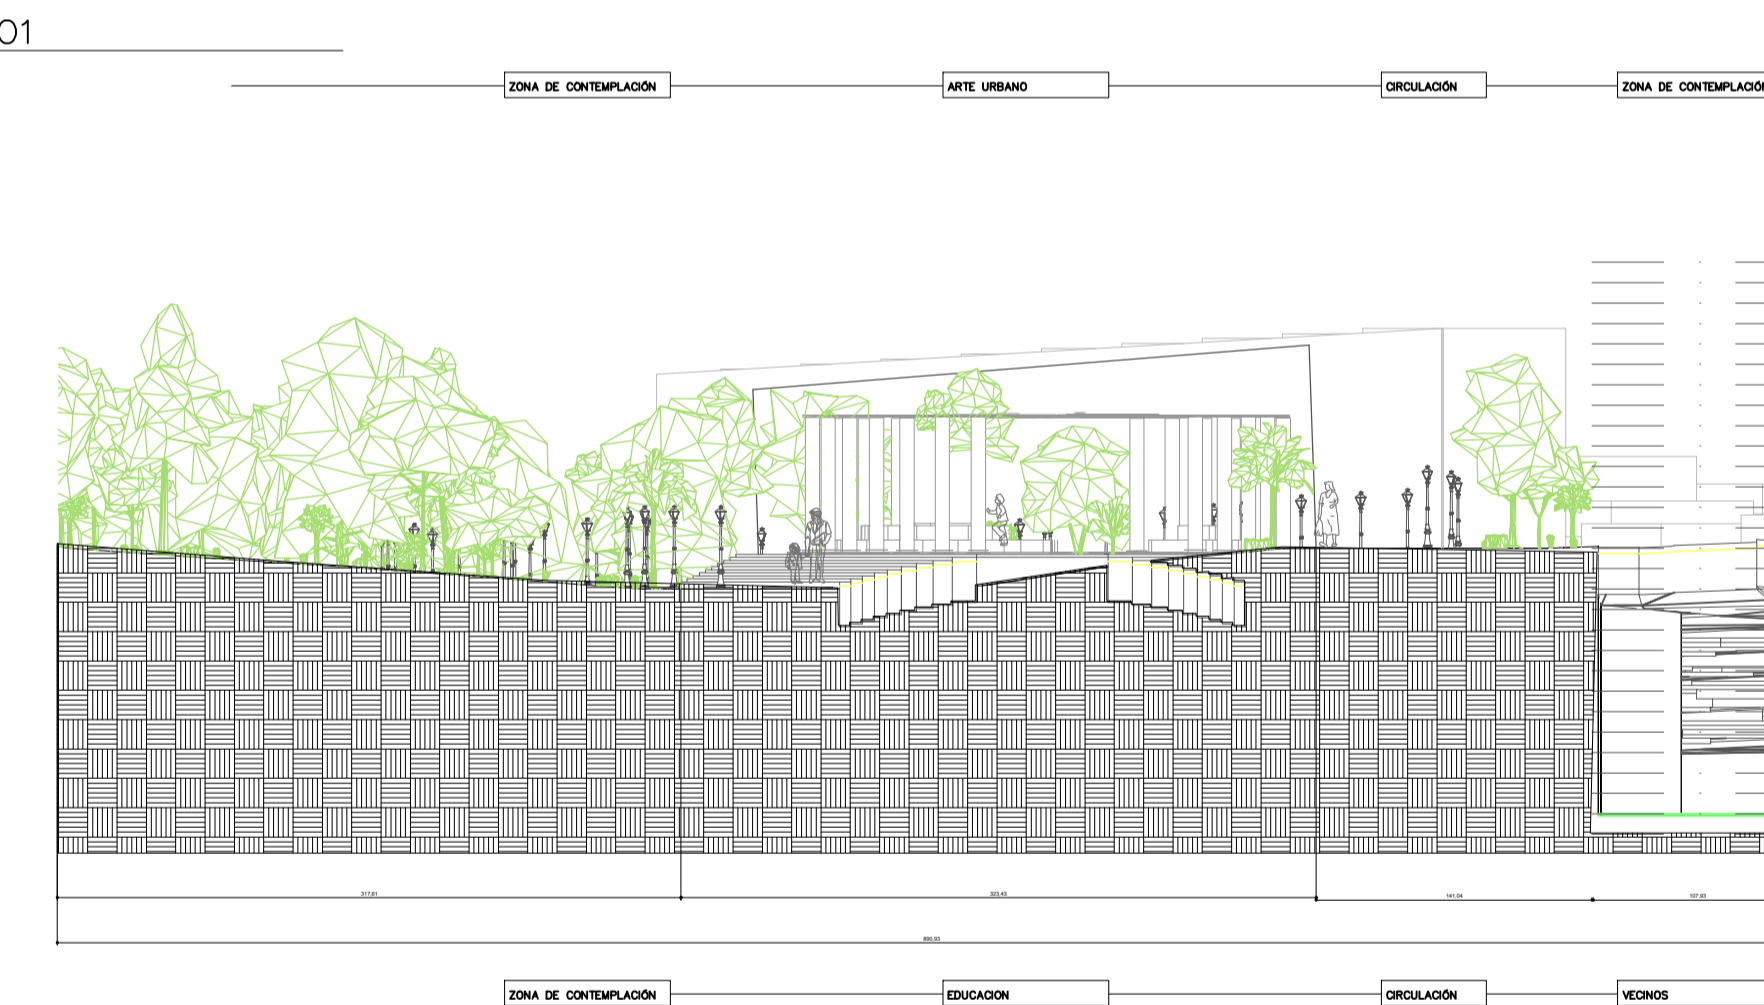 01
ZONA DE CONTEMPLACIÓN
ARTE URBANO
CIRCULACIÓN
ZONA DE CONTEMPLACIÓN
317,81
323,43
141,04
107,93
890,93
ZONA DE CONTEMPLACIÓN
EDUCACION
CIRCULACIÓN
VECINOS